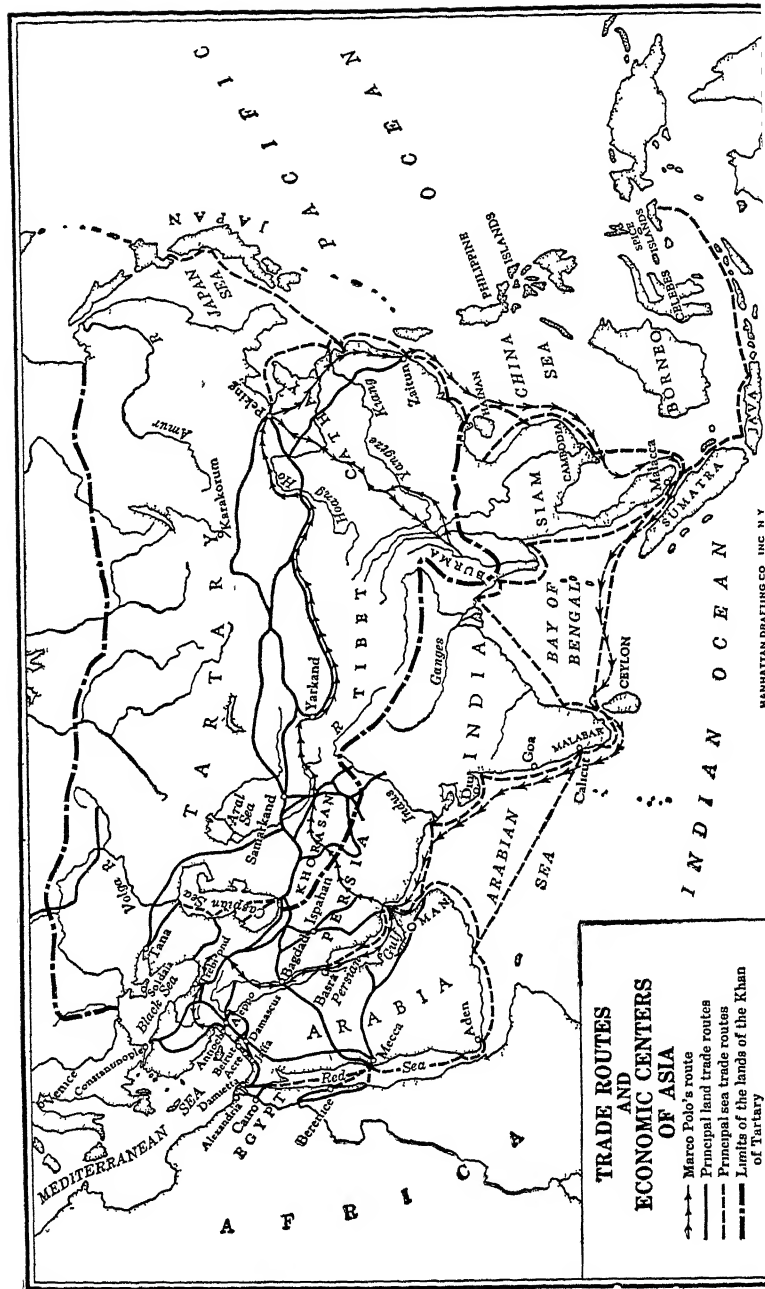 TRADE ROUTES
AND
ECONOMIC CENTERS
OF ASIA
Marco Polo's route
Principal land trade routes
Principal sea trade routes
Limits of the lands of the Khan
of Tartary
PACIFIC
OCEAN
JAPAN
JAPAN
SEA
Amur R
TARTARY
Karakorum
Peking
CATHAY
Hoang Ho
Yangtze Kiang
Zaitun
HAINAN
CHINA
SEA
PHILIPPINE
ISLANDS
SPICE
ISLANDS
CELEBES
BORNEO
JAVA
SUMATRA
Malacca
CAMBODIA
SIAM
BURMA
TIBET
Yarkand
Ganges
INDIA
BAY OF
BENGAL
CEYLON
MALABAR
Calicut
Goa
Diu
Indus R
ARABIAN
SEA
INDIAN OCEAN
Aral
Sea
Samarkand
KHORASAN
PERSIA
Ispahan
Caspian Sea
Volga R
Tana
Soldaia
Black Sea
Trebizond
Constantinople
Venice
MEDITERRANEAN SEA
Antioch
Aleppo
Beirut
Damascus
Acre
Jaffa
Damietta
Alexandria
Cairo
EGYPT
Berenice
Red Sea
Mecca
Aden
ARABIA
Bagdad
Basra
Persian
Gulf
OMAN
AFRICA
MANHATTAN DRAFTING CO INC N Y